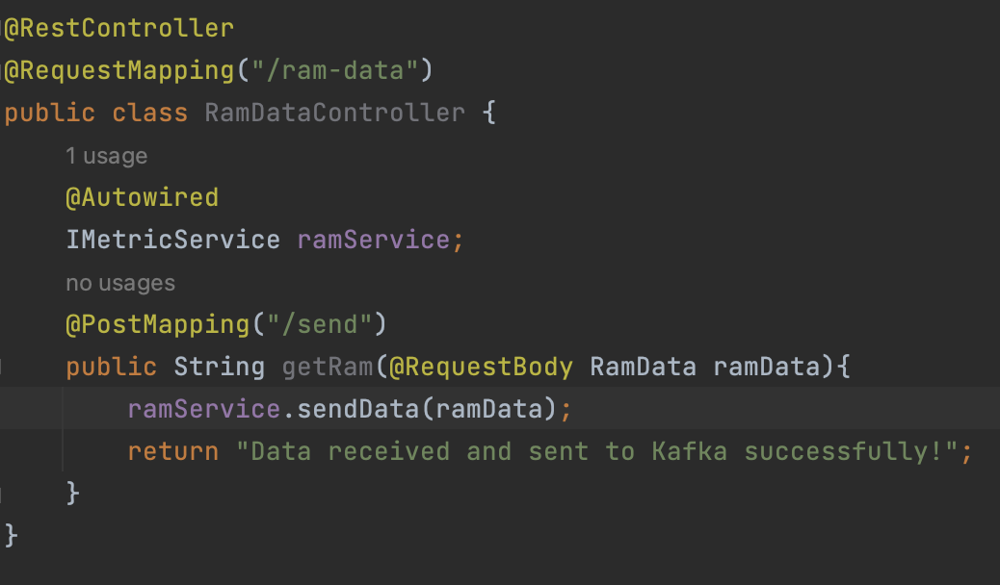 @RestController
@RequestMapping("/ram-data")
public class RamDataController {
1 usage
@Autowired
IMetricService ramService;
no usages
@PostMapping("/send")
public String getRam(@RequestBody RamData ramData){
ramService.sendData(ramData);
return "Data received and sent to Kafka successfully!";
}
}